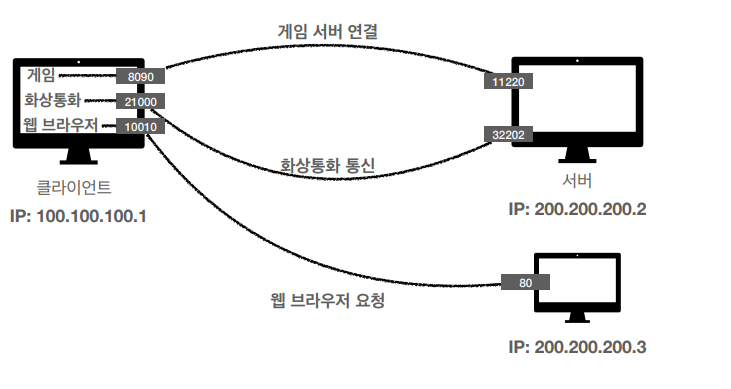 게임 서버 연결
게임 8090
화상통화 21000
웹 브라우저 10010
11220
32202
화상통화 통신
클라이언트
IP: 100.100.100.1
서버
IP: 200.200.200.2
80
웹 브라우저 요청
IP: 200.200.200.3